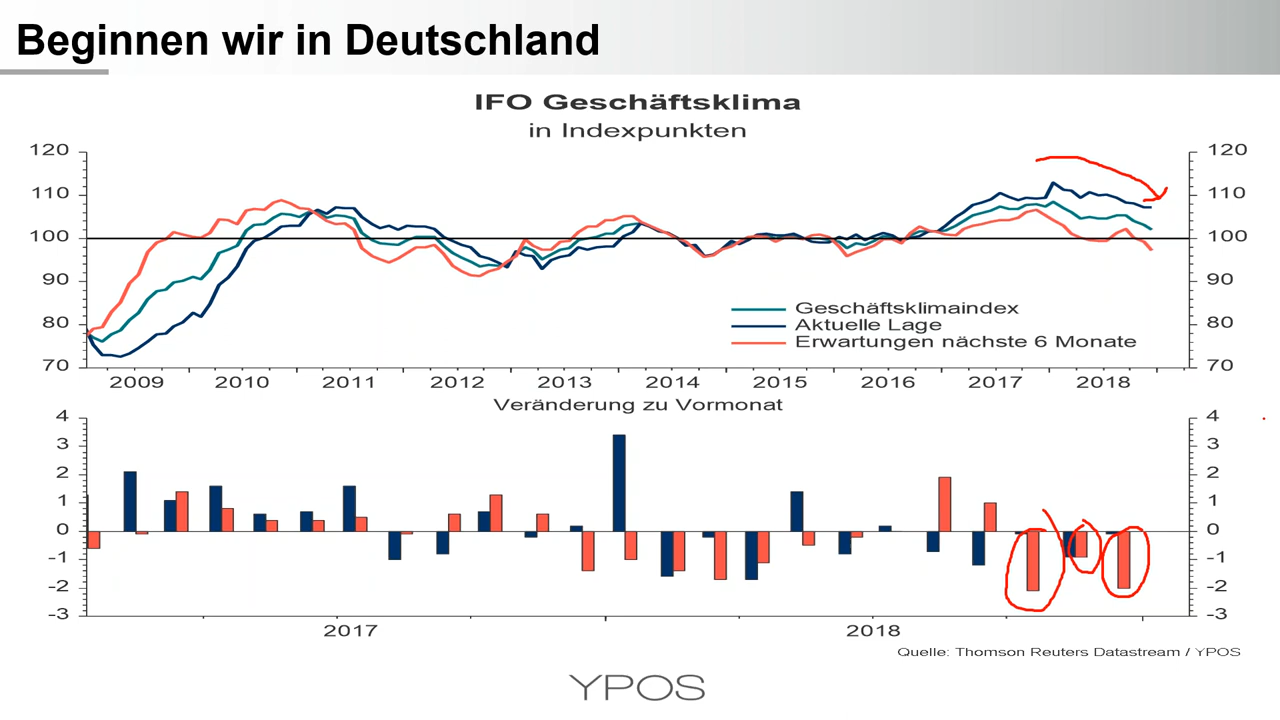 Beginnen wir in Deutschland
IFO Geschäftsklima
in Indexpunkten
120 120
110 110
100 100
90 90
80 80
70 70
Geschäftsklimaindex
Aktuelle Lage
Erwartungen nächste 6 Monate
2009 2010 2011 2012 2013 2014 2015 2016 2017 2018
Veränderung zu Vormonat
4 4
3 3
2 2
1 1
0 0
-1 -1
-2 -2
-3 -3
2017 2018
Quelle: Thomson Reuters Datastream / YPOS
YPOS